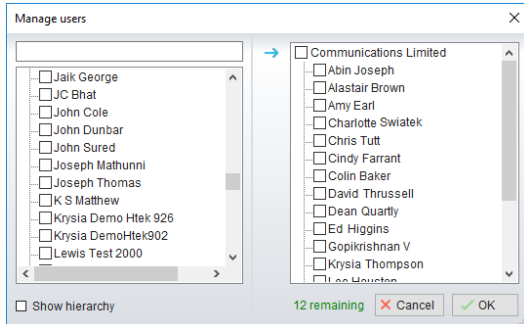 Manage users
Jaik George
JC Bhat
John Cole
John Dunbar
John Sured
Joseph Mathunni
Joseph Thomas
K S Matthew
Krysia Demo Htek 926
Krysia DemoHtek902
Lewis Test 2000
Show hierarchy
Communications Limited
Abin Joseph
Alastair Brown
Amy Earl
Charlotte Swiatek
Chris Tutt
Cindy Farrant
Colin Baker
David Thrussell
Dean Quartly
Ed Higgins
Gopikrishnan V
Krysia Thompson
Lee Houston
12 remaining
Cancel
OK